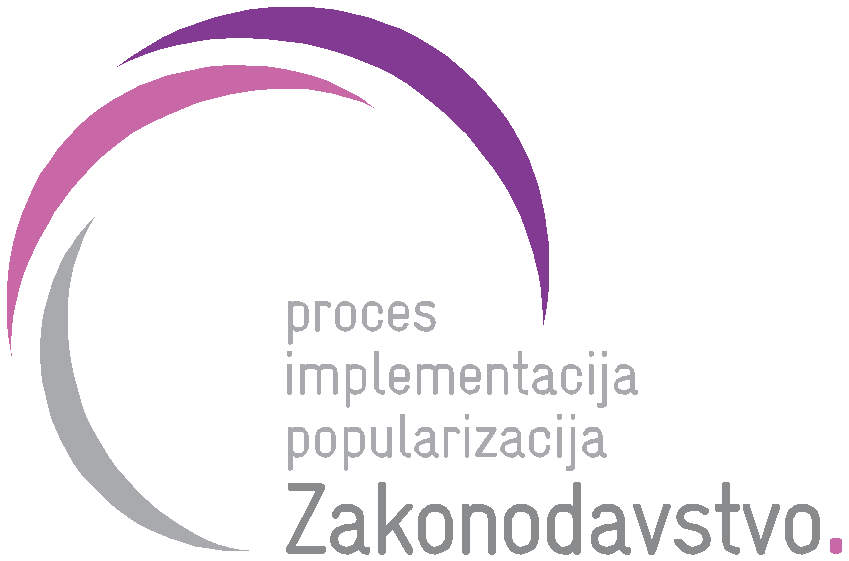 proces
implementacija
popularizacija
Zakonodavstvo.